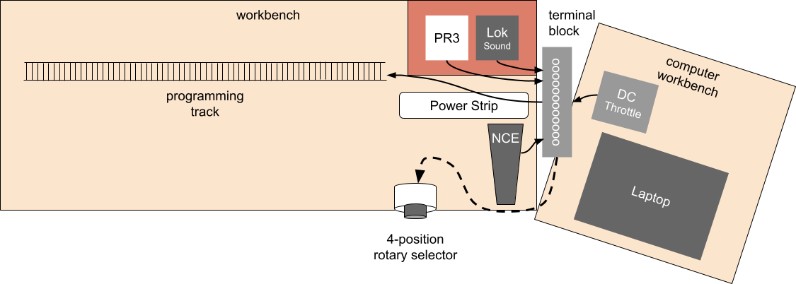 workbench
PR3
Lok
Sound
terminal
block
computer
workbench
programming
track
Power Strip
DC
Throttle
NCE
Laptop
4-position
rotary selector